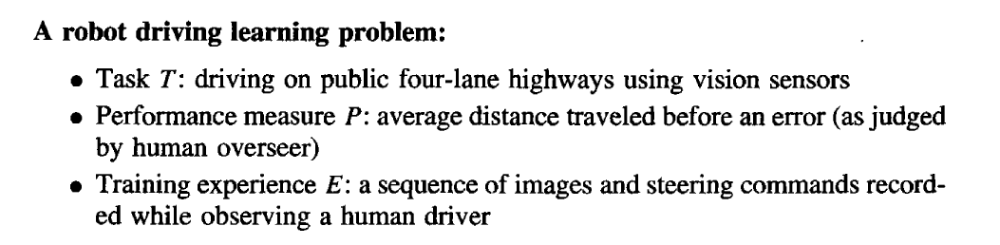 A robot driving learning problem:
• Task T: driving on public four-lane highways using vision sensors
• Performance measure P: average distance traveled before an error (as judged
by human overseer)
• Training experience E: a sequence of images and steering commands record-
ed while observing a human driver